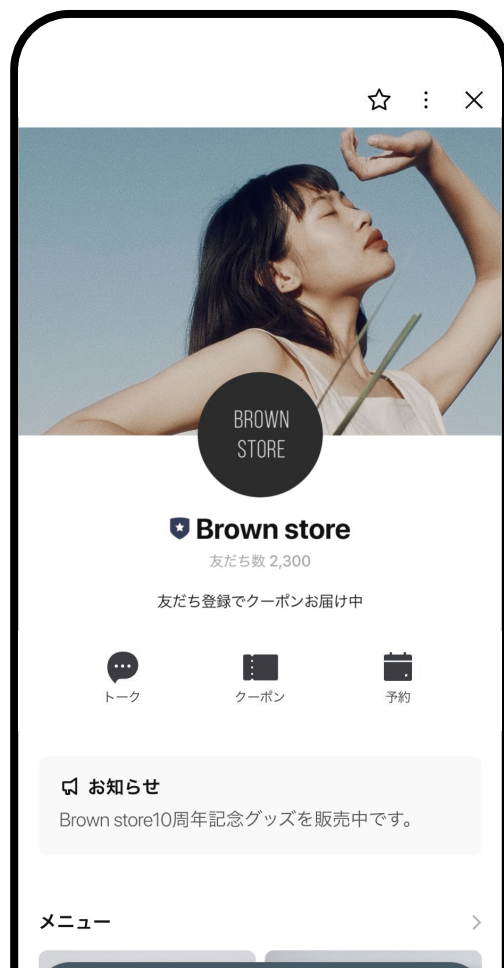 BROWN
STORE
Brown store
友だち数 2,300
友だち登録でクーポンお届け中
トーク
クーポン
予約
お知らせ
Brown store10周年記念グッズを販売中です。
メニュー